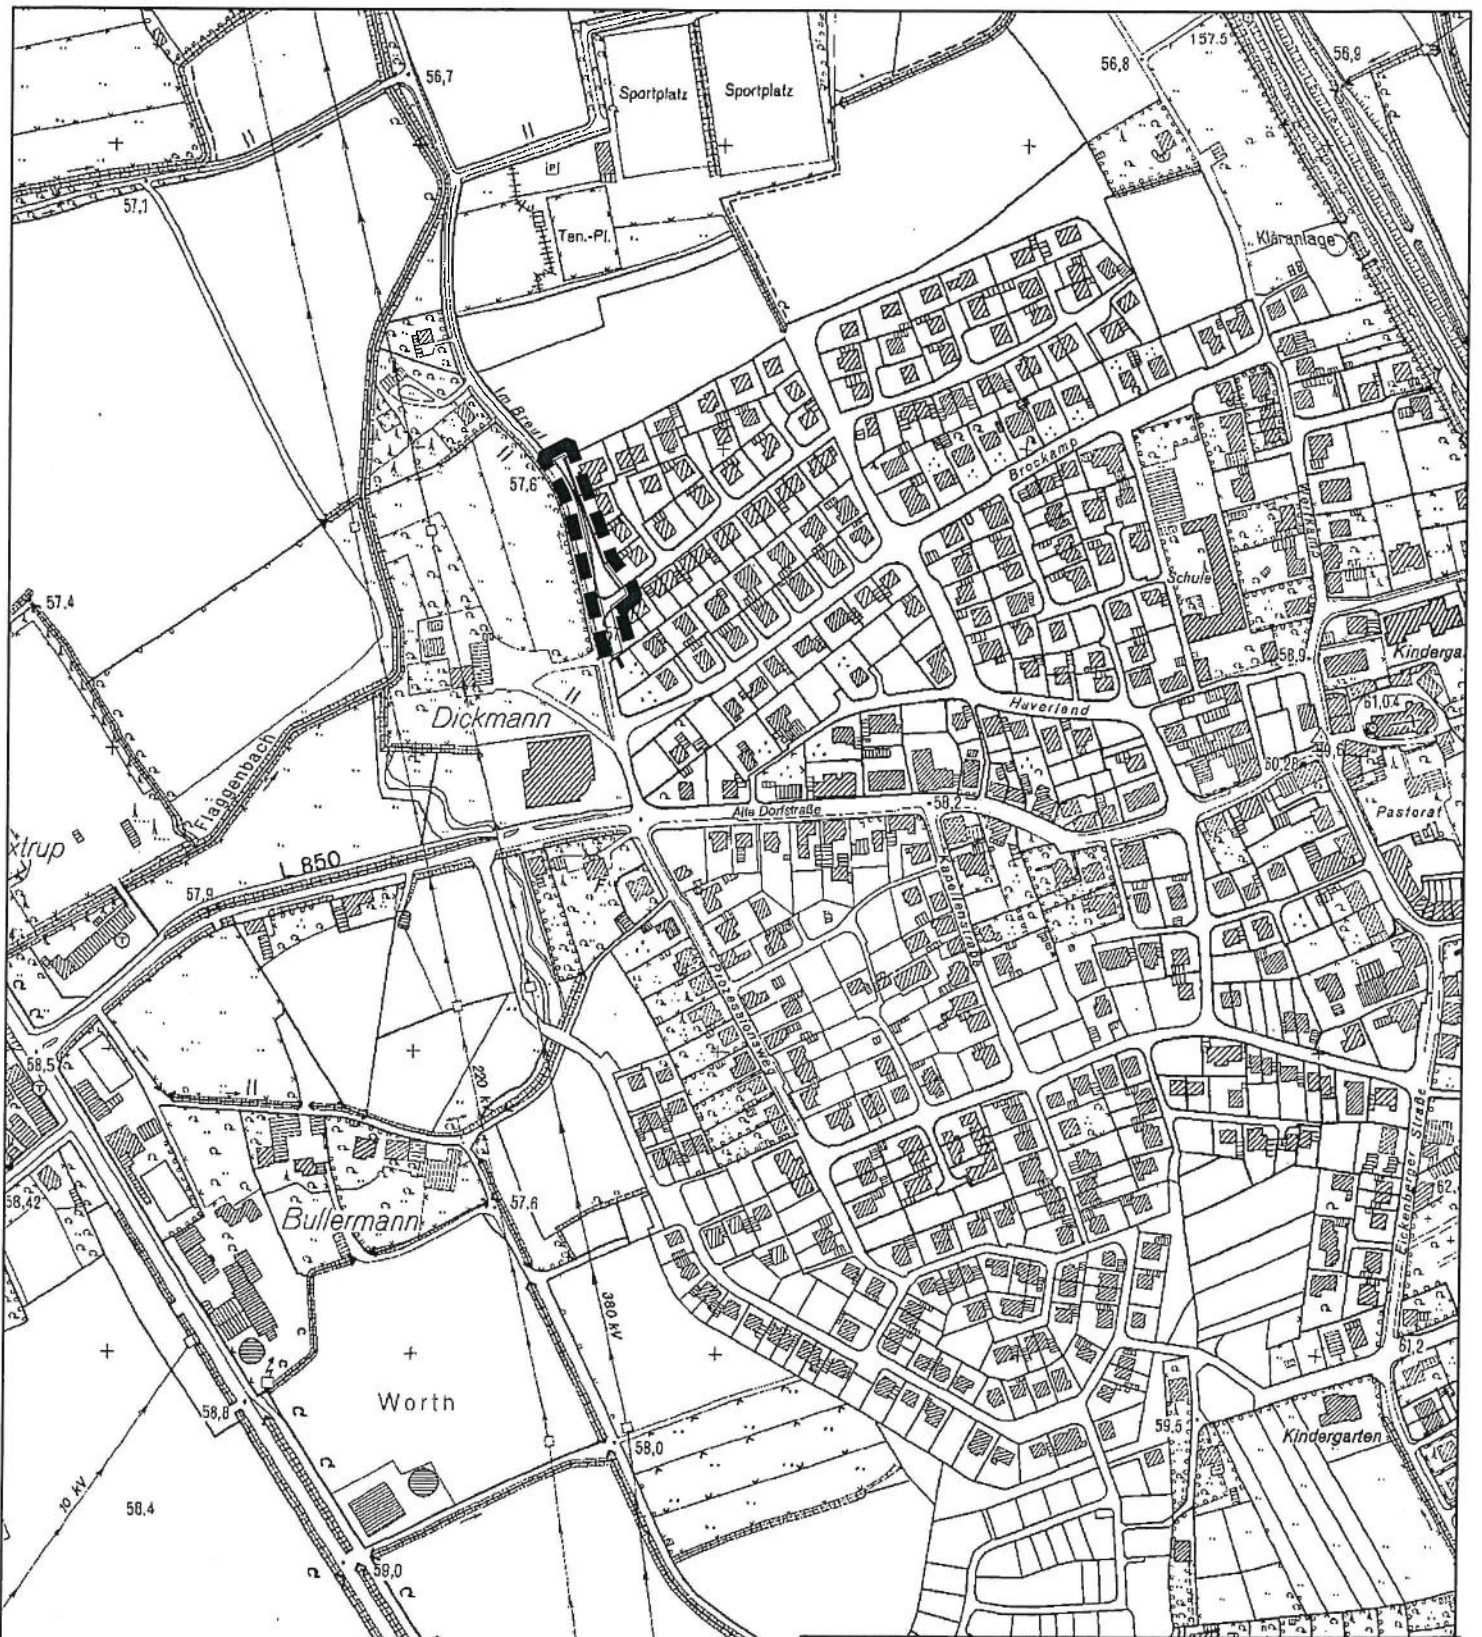 56,7
Sportplatz
Sportplatz
56,8
157.5
56,9
57,1
Ten.-Pl.
Kläranlage
Im Breul
57,6
Brockamp
57,4
Schule
58,9
Kinderga
Dickmann
Haverland
61,04
60,28
Flaggenbach
Alte Dorfstraße
58,2
Pastorat
xtrup
L 850
57,9
Kapellenstraße
Prozessionsweg
58,5
220 kV
Eickenberger Straße
58,42
57,6
62,
Bullermann
380 kV
61,2
Worth
58,8
59,5
58,0
Kindergarten
10 kV
58,4
59,0